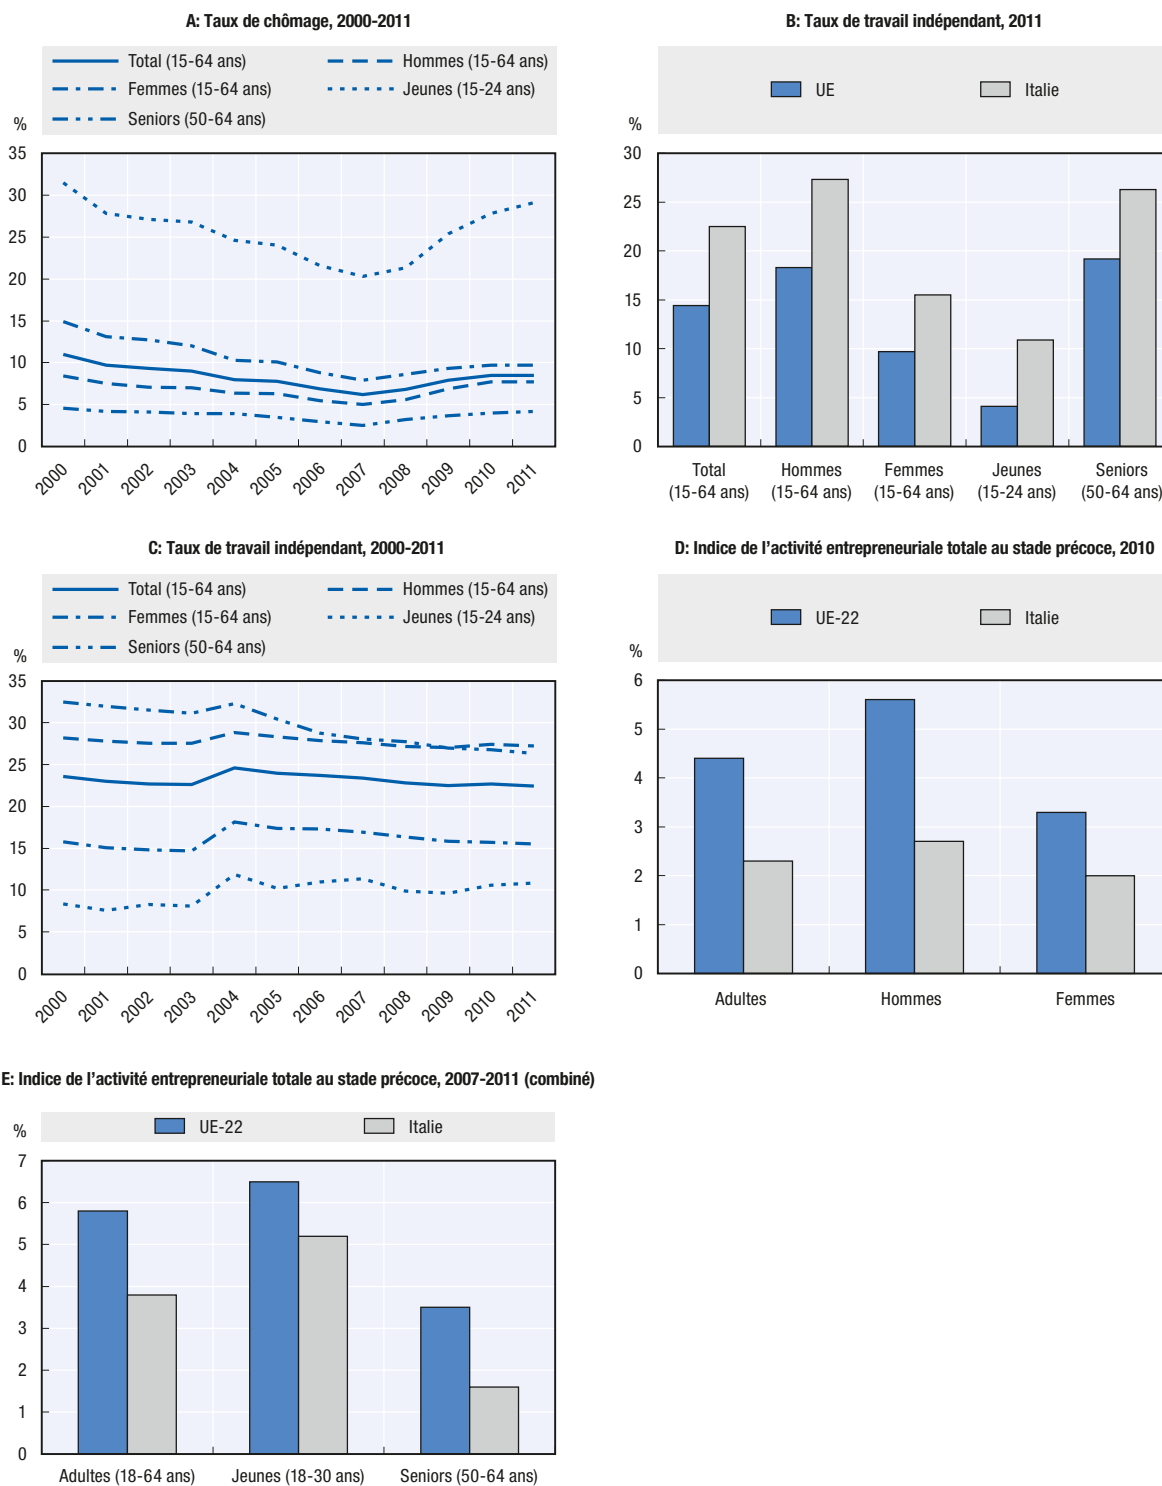 A: Taux de chômage, 2000-2011
Total (15-64 ans)
Hommes (15-64 ans)
Femmes (15-64 ans)
Jeunes (15-24 ans)
Seniors (50-64 ans)
%
35
30
25
20
15
10
5
0
2000 2001 2002 2003 2004 2005 2006 2007 2008 2009 2010 2011
B: Taux de travail indépendant, 2011
UE
Italie
%
30
25
20
15
10
5
0
Total Hommes Femmes Jeunes Seniors
(15-64 ans) (15-64 ans) (15-64 ans) (15-24 ans) (50-64 ans)
C: Taux de travail indépendant, 2000-2011
Total (15-64 ans)
Hommes (15-64 ans)
Femmes (15-64 ans)
Jeunes (15-24 ans)
Seniors (50-64 ans)
%
35
30
25
20
15
10
5
0
2000 2001 2002 2003 2004 2005 2006 2007 2008 2009 2010 2011
D: Indice de l'activité entrepreneuriale totale au stade précoce, 2010
UE-22
Italie
%
6
5
4
3
2
1
0
Adultes Hommes Femmes
E: Indice de l'activité entrepreneuriale totale au stade précoce, 2007-2011 (combiné)
UE-22
Italie
%
7
6
5
4
3
2
1
0
Adultes (18-64 ans) Jeunes (18-30 ans) Seniors (50-64 ans)